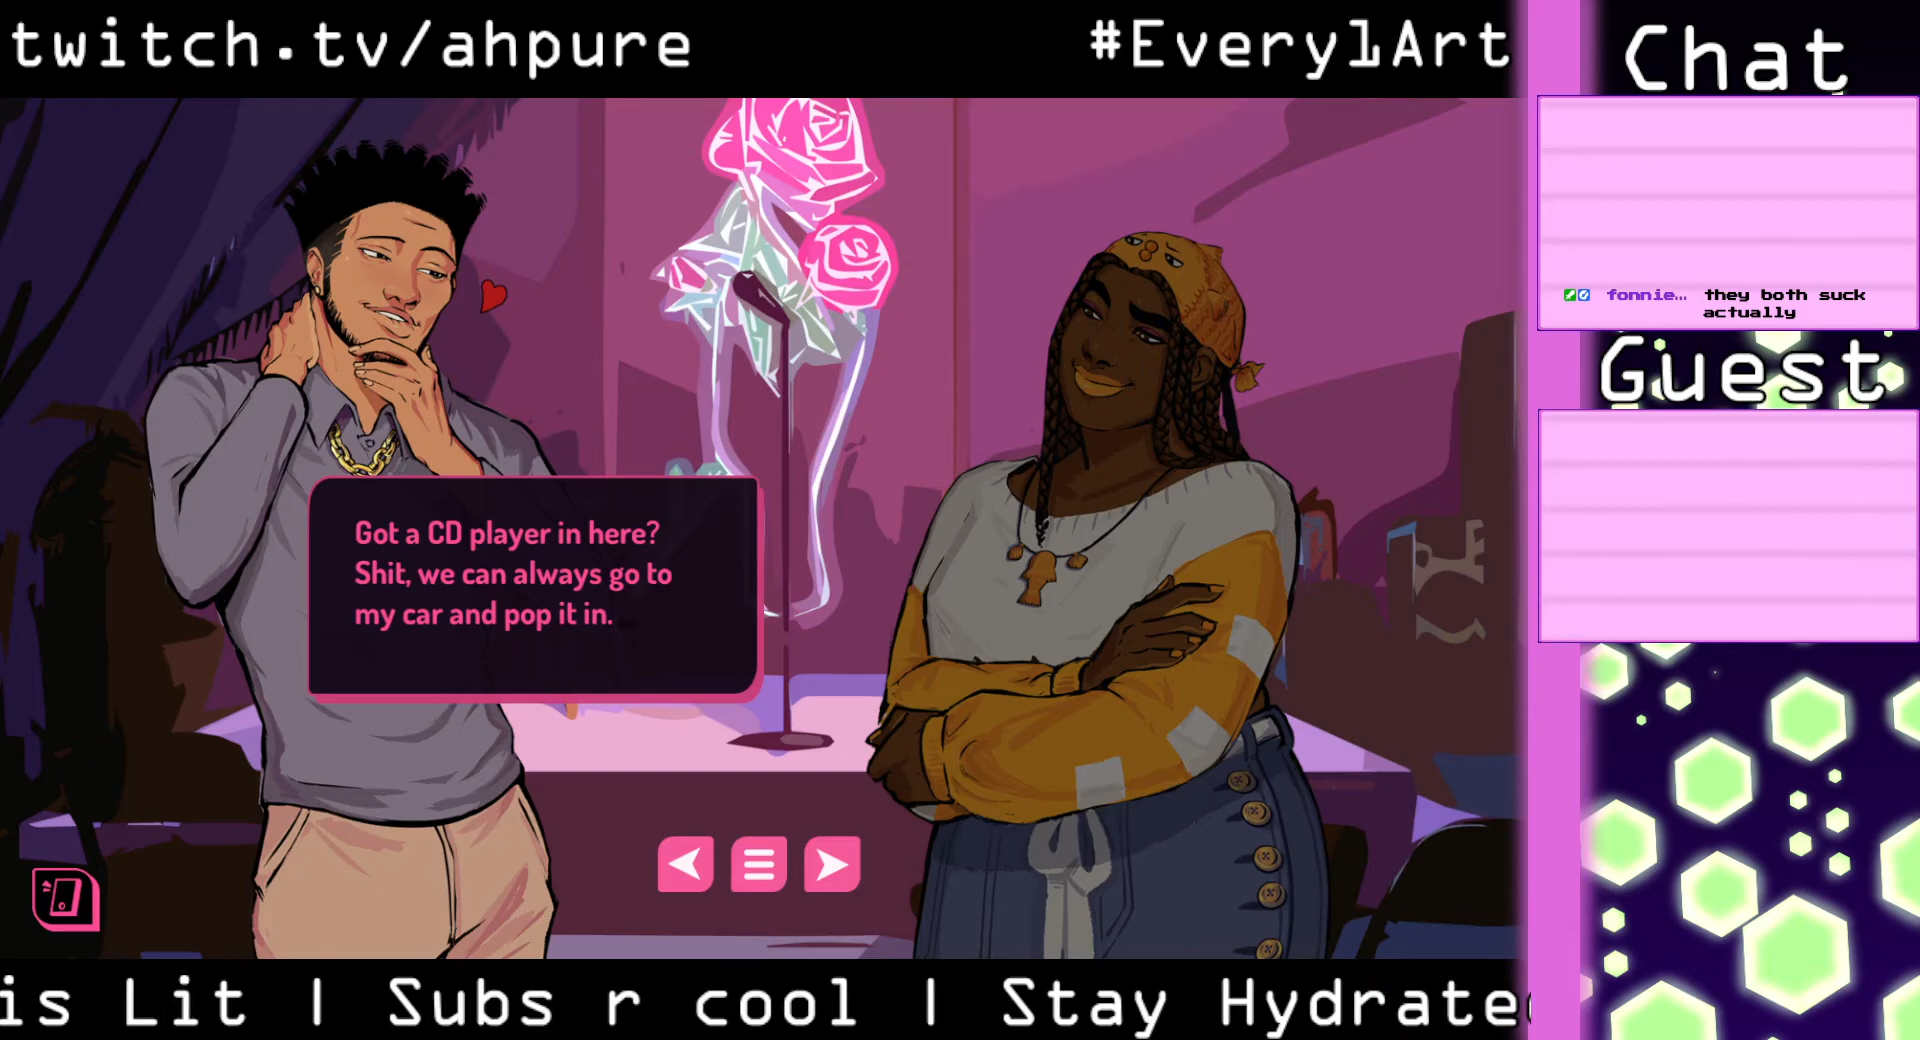 twitch.tv/ahpure
#Every1Art
Chat
fonnie… they both suck
actually
Guest
Got a CD player in here?
Shit, we can always go to
my car and pop it in.
is Lit | Subs r cool | Stay Hydrate